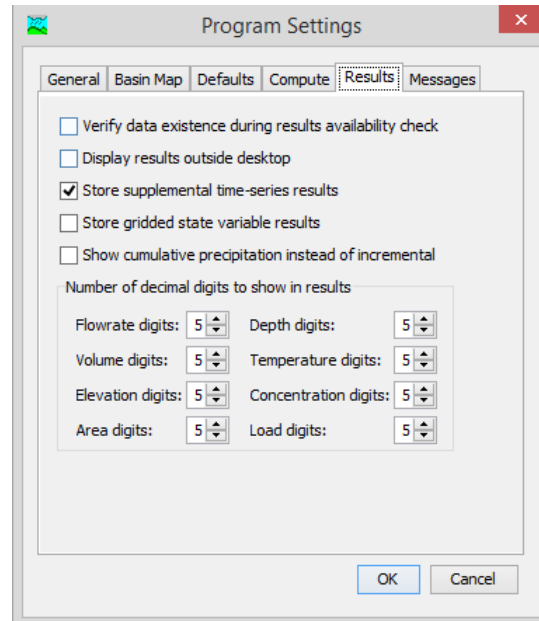 Program Settings
×
General Basin Map Defaults Compute Results Messages
Verify data existence during results availability check
Display results outside desktop
Store supplemental time-series results
Store gridded state variable results
Show cumulative precipitation instead of incremental
Number of decimal digits to show in results
Flowrate digits: 5 Depth digits: 5
Volume digits: 5 Temperature digits: 5
Elevation digits: 5 Concentration digits: 5
Area digits: 5 Load digits: 5
OK Cancel